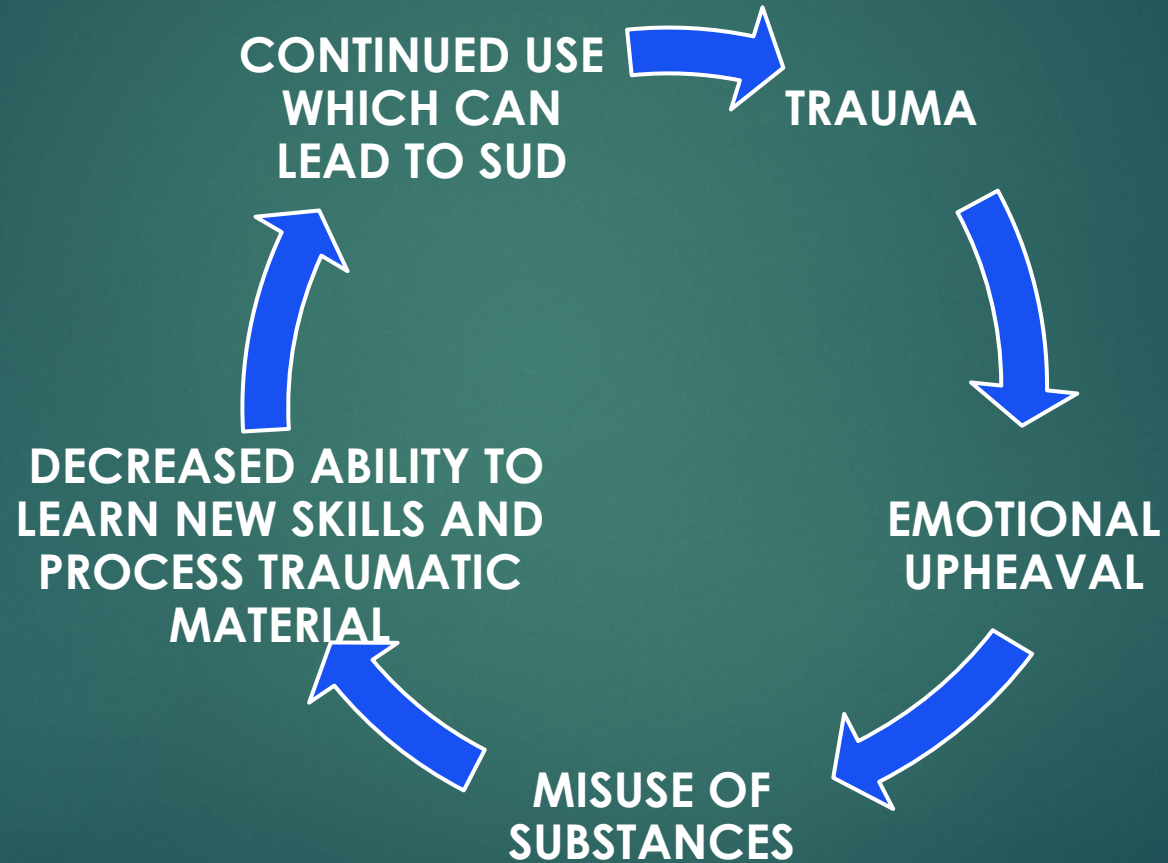 CONTINUED USE
WHICH CAN
LEAD TO SUD
TRAUMA
EMOTIONAL
UPHEAVAL
MISUSE OF
SUBSTANCES
DECREASED ABILITY TO
LEARN NEW SKILLS AND
PROCESS TRAUMATIC
MATERIAL